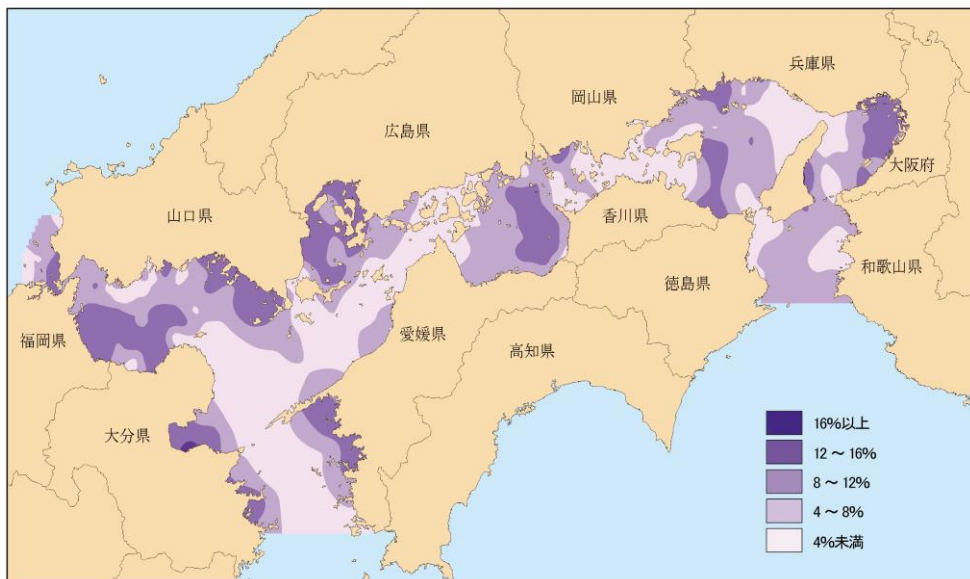 兵庫県
岡山県
広島県
大阪府
山口県
香川県
和歌山県
徳島県
福岡県
愛媛県
高知県
大分県
16%以上
12～16%
8～12%
4～8%
4%未満